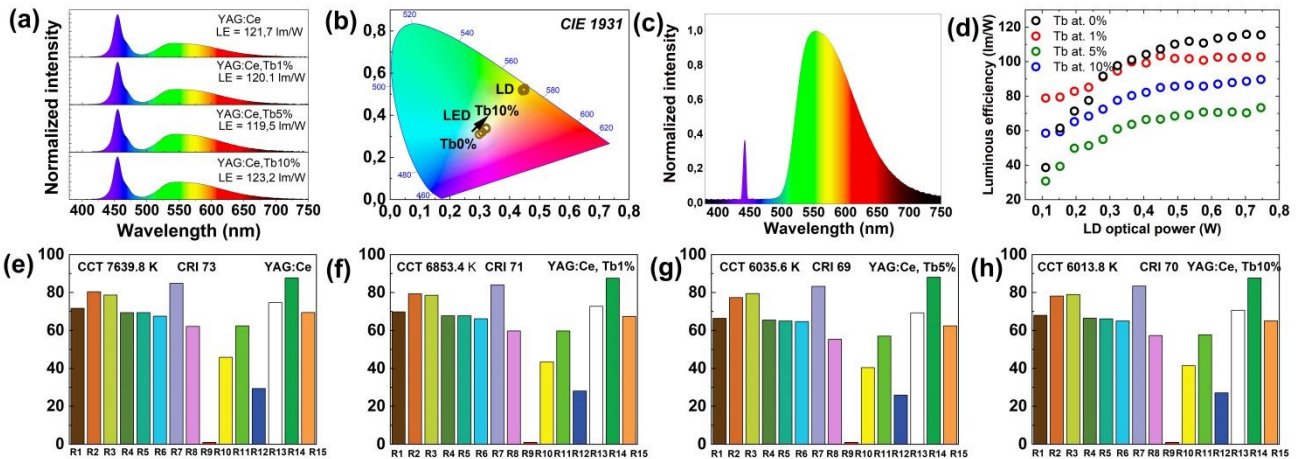 (a)
Normalized intensity
YAG:Ce
LE = 121,7 lm/W
YAG:Ce,Tb1%
LE = 120.1 lm/W
YAG:Ce,Tb5%
LE = 119,5 lm/W
YAG:Ce,Tb10%
LE = 123,2 lm/W
400 450 500 550 600 650 700 750
Wavelength (nm)
(b)
CIE 1931
520
540
560
580
600
620
500
480
460
LD
LED
Tb10%
Tb0%
0,8
0,6
0,4
0,2
0,0
0,0 0,1 0,2 0,3 0,4 0,5 0,6 0,7 0,8
(c)
Normalized intensity
1,0
0,8
0,6
0,4
0,2
0,0
400 450 500 550 600 650 700 750
Wavelength (nm)
(d)
Luminous efficiency (lm/W)
Tb at. 0%
Tb at. 1%
Tb at. 5%
Tb at. 10%
120
100
80
60
40
20
0,1 0,2 0,3 0,4 0,5 0,6 0,7 0,8
LD optical power (W)
(e)
CCT 7639.8 K CRI 73 YAG:Ce
100
80
60
40
20
0
R1 R2 R3 R4 R5 R6 R7 R8 R9 R10 R11 R12 R13 R14 R15
(f)
CCT 6853.4 K CRI 71 YAG:Ce, Tb1%
100
80
60
40
20
0
R1 R2 R3 R4 R5 R6 R7 R8 R9 R10 R11 R12 R13 R14 R15
(g)
CCT 6035.6 K CRI 69 YAG:Ce, Tb5%
100
80
60
40
20
0
R1 R2 R3 R4 R5 R6 R7 R8 R9 R10 R11 R12 R13 R14 R15
(h)
CCT 6013.8 K CRI 70 YAG:Ce, Tb10%
100
80
60
40
20
0
R1 R2 R3 R4 R5 R6 R7 R8 R9 R10 R11 R12 R13 R14 R15